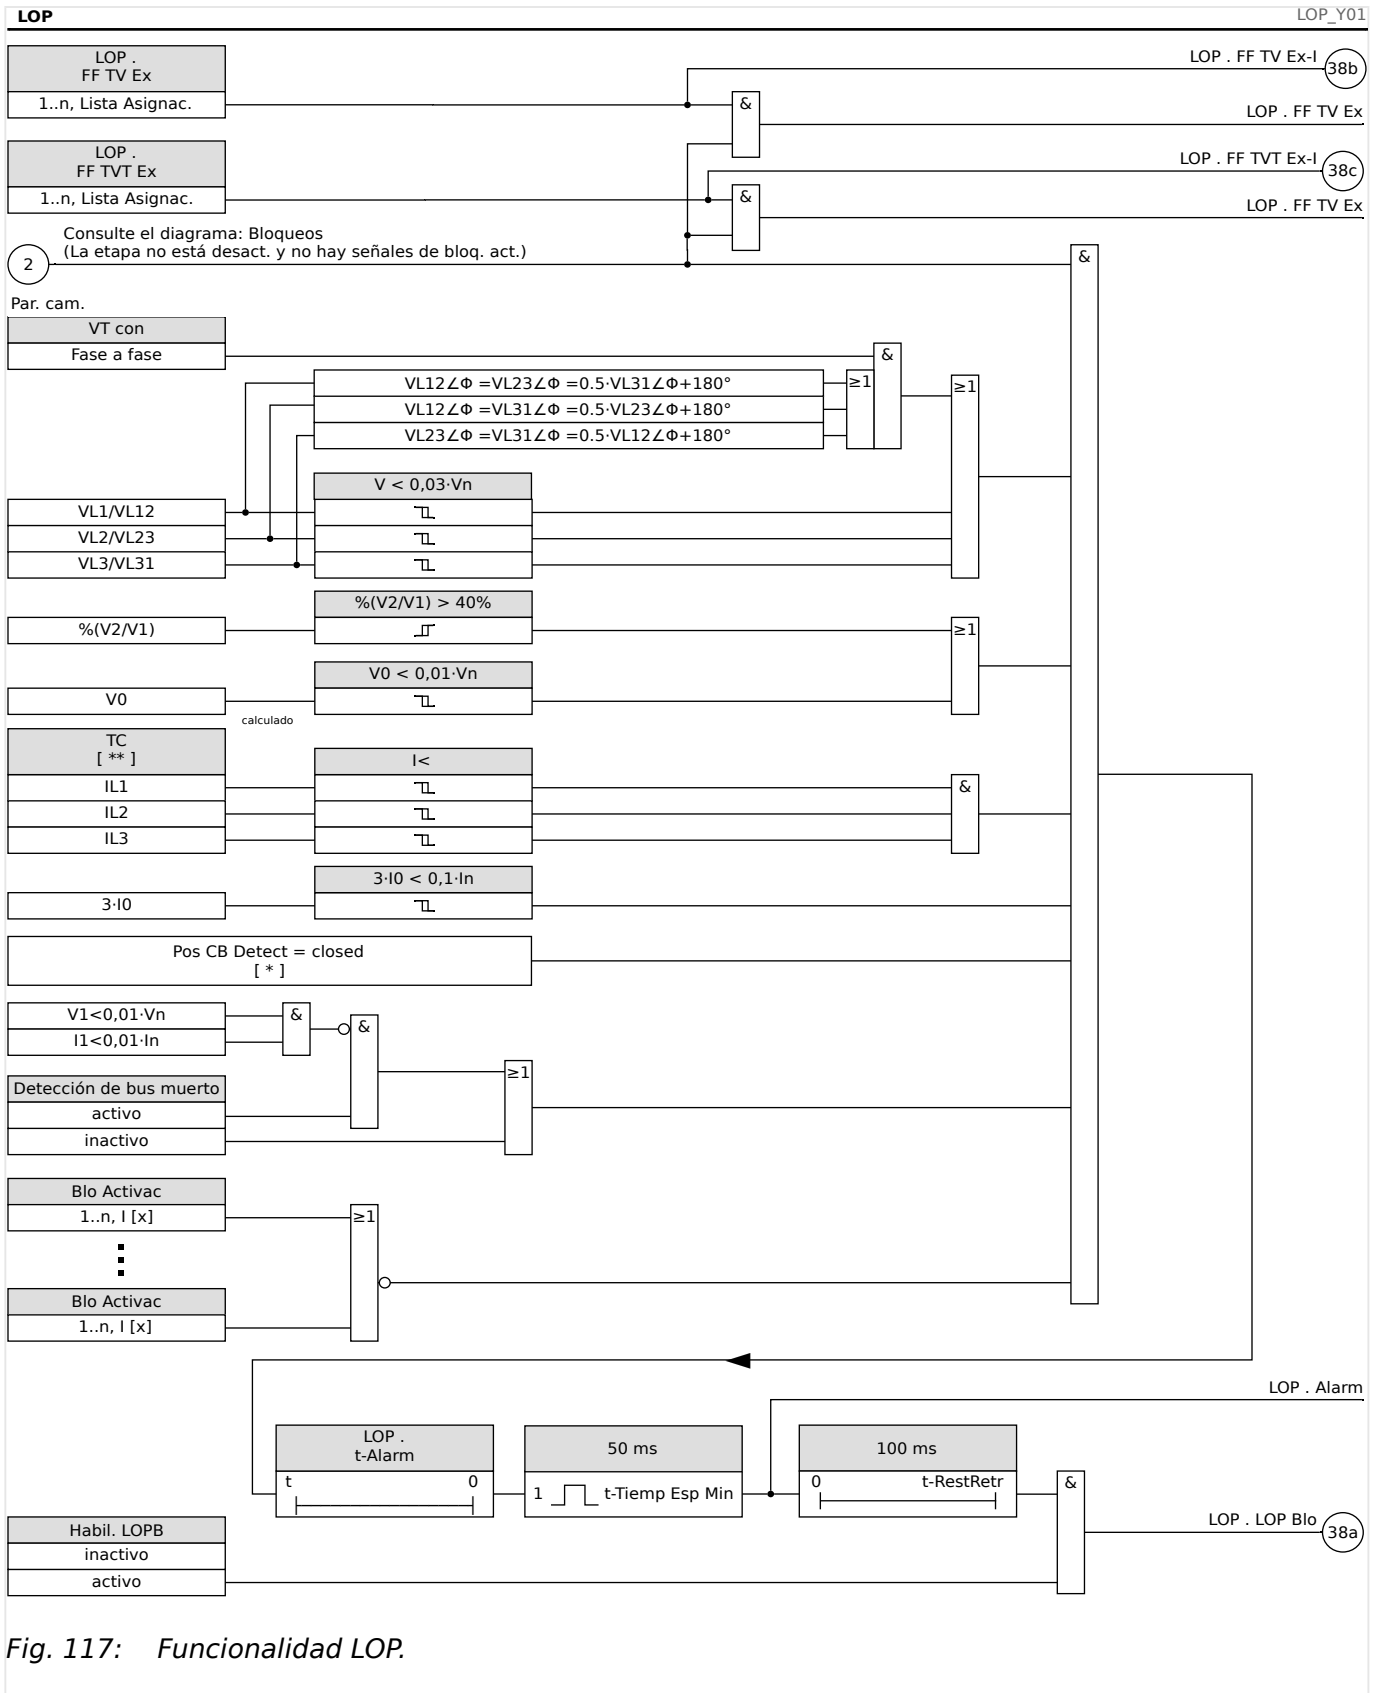 LOP
LOP_Y01
LOP .
FF TV Ex
1..n, Lista Asignac.
&
LOP . FF TV Ex-I
38b
LOP . FF TV Ex
LOP .
FF TVT Ex
1..n, Lista Asignac.
&
LOP . FF TVT Ex-I
38c
LOP . FF TV Ex
Consulte el diagrama: Bloqueos
(La etapa no está desact. y no hay señales de bloq. act.)
2
&
Par. cam.
VT con
Fase a fase
&
VL12∠Φ =VL23∠Φ =0.5·VL31∠Φ+180°
VL12∠Φ =VL31∠Φ =0.5·VL23∠Φ+180°
VL23∠Φ =VL31∠Φ =0.5·VL12∠Φ+180°
≥1
≥1
V < 0,03·Vn
VL1/VL12
VL2/VL23
VL3/VL31
%(V2/V1) > 40%
%(V2/V1)
≥1
V0 < 0,01·Vn
V0
calculado
TC
[ ** ]
I<
IL1
IL2
IL3
&
3·I0 < 0,1·In
3·I0
Pos CB Detect = closed
[ * ]
V1<0,01·Vn
I1<0,01·In
&
&
≥1
Detección de bus muerto
activo
inactivo
Blo Activac
1..n, I [x]
≥1
Blo Activac
1..n, I [x]
LOP . Alarm
LOP .
t-Alarm
t 0
50 ms
1 t-Tiemp Esp Min
100 ms
0 t-RestRetr
&
LOP . LOP Blo
38a
Habil. LOPB
inactivo
activo
Fig. 117: Funcionalidad LOP.